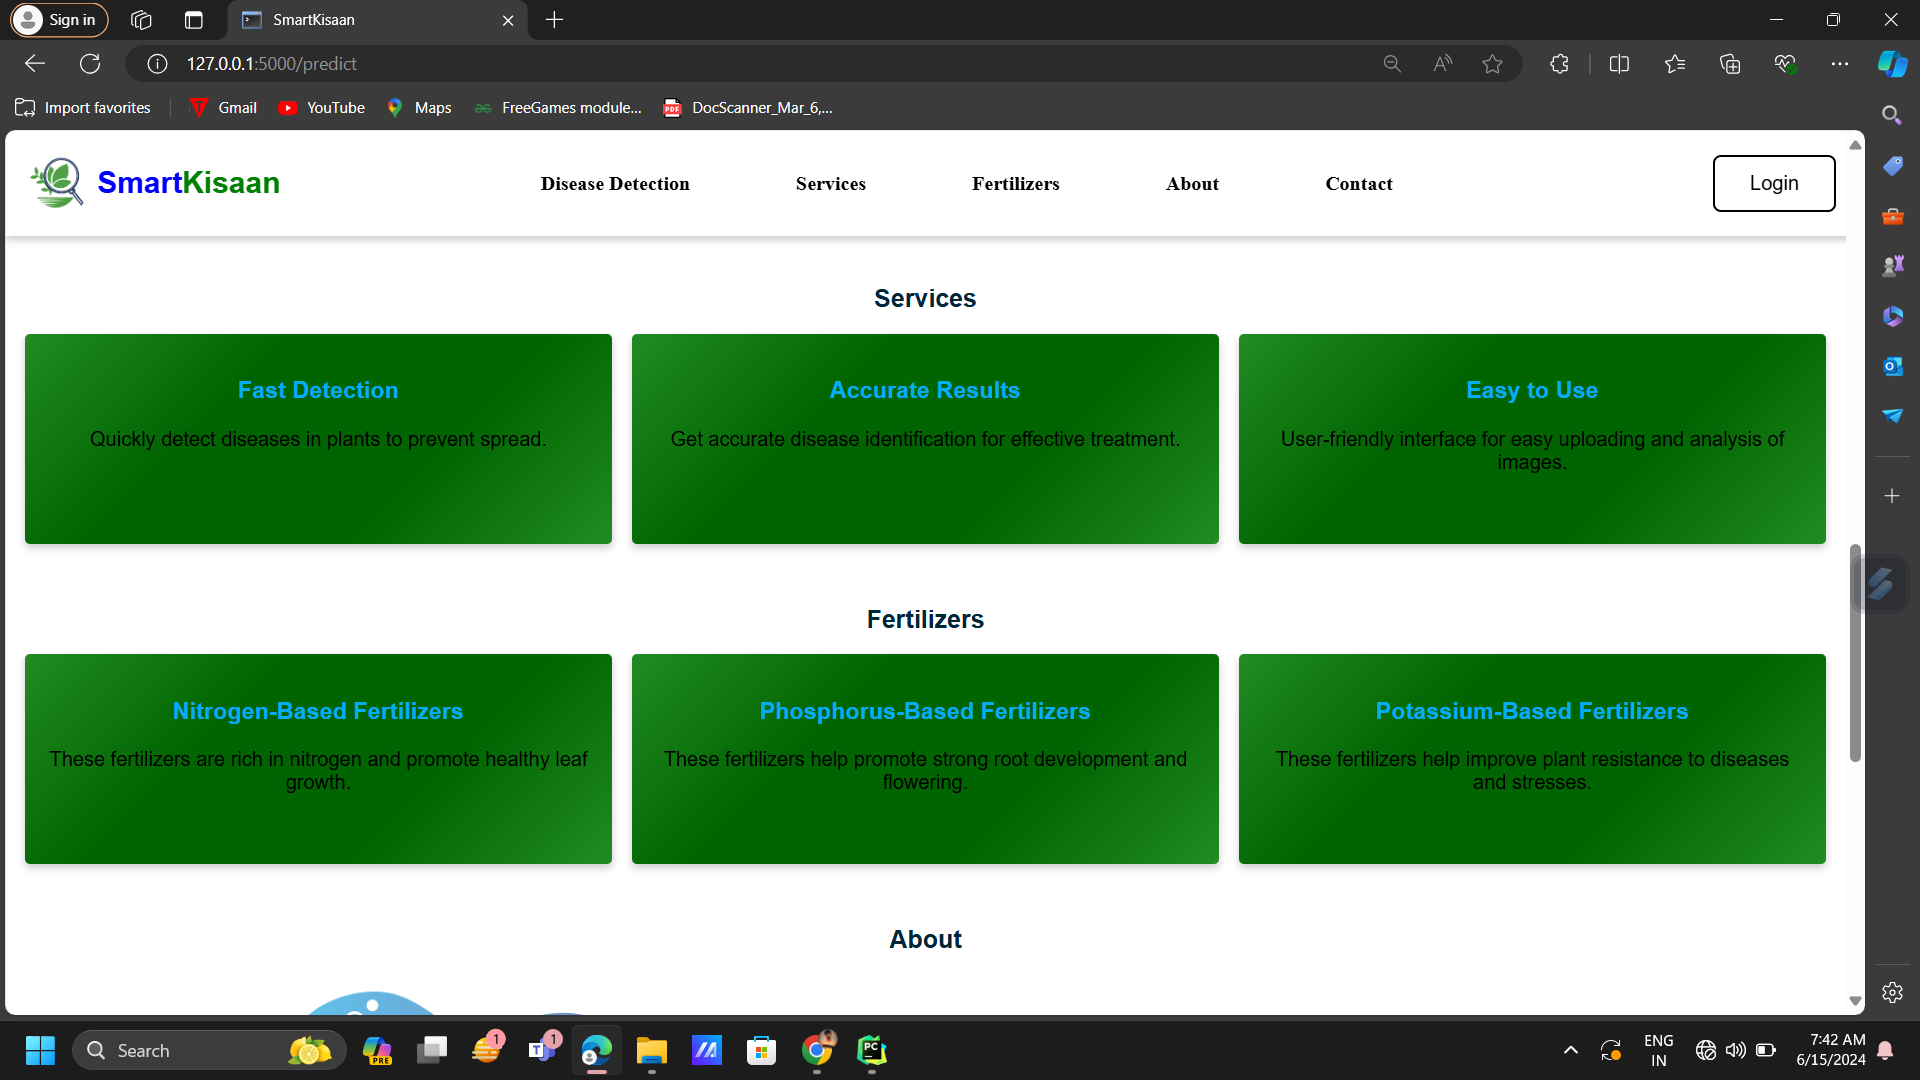 Sign in
SmartKisaan
127.0.0.1:5000/predict
Import favorites
Gmail
YouTube
Maps
FreeGames module...
DocScanner_Mar_6,...
SmartKisaan
Disease Detection
Services
Fertilizers
About
Contact
Login
Services
Fast Detection
Quickly detect diseases in plants to prevent spread.
Accurate Results
Get accurate disease identification for effective treatment.
Easy to Use
User-friendly interface for easy uploading and analysis of
images.
Fertilizers
Nitrogen-Based Fertilizers
These fertilizers are rich in nitrogen and promote healthy leaf
growth.
Phosphorus-Based Fertilizers
These fertilizers help promote strong root development and
flowering.
Potassium-Based Fertilizers
These fertilizers help improve plant resistance to diseases
and stresses.
About
Search
PRE
1
1
PC
ENG
IN
7:42 AM
6/15/2024